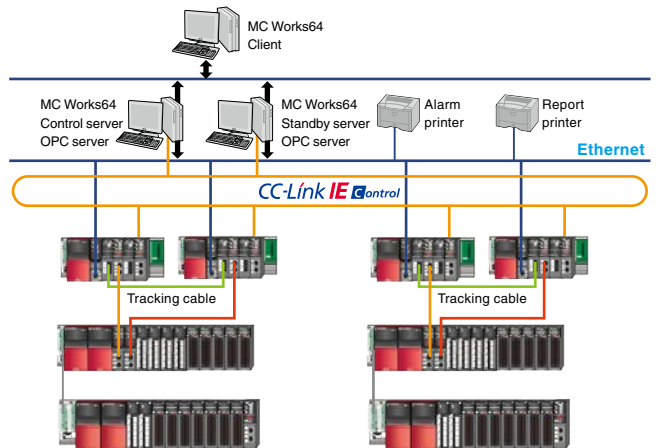 MC Works64
Client
MC Works64
Control server
OPC server
MC Works64
Standby server
OPC server
Alarm
printer
Report
printer
Ethernet
CC-Link IE Control
Tracking cable
Tracking cable